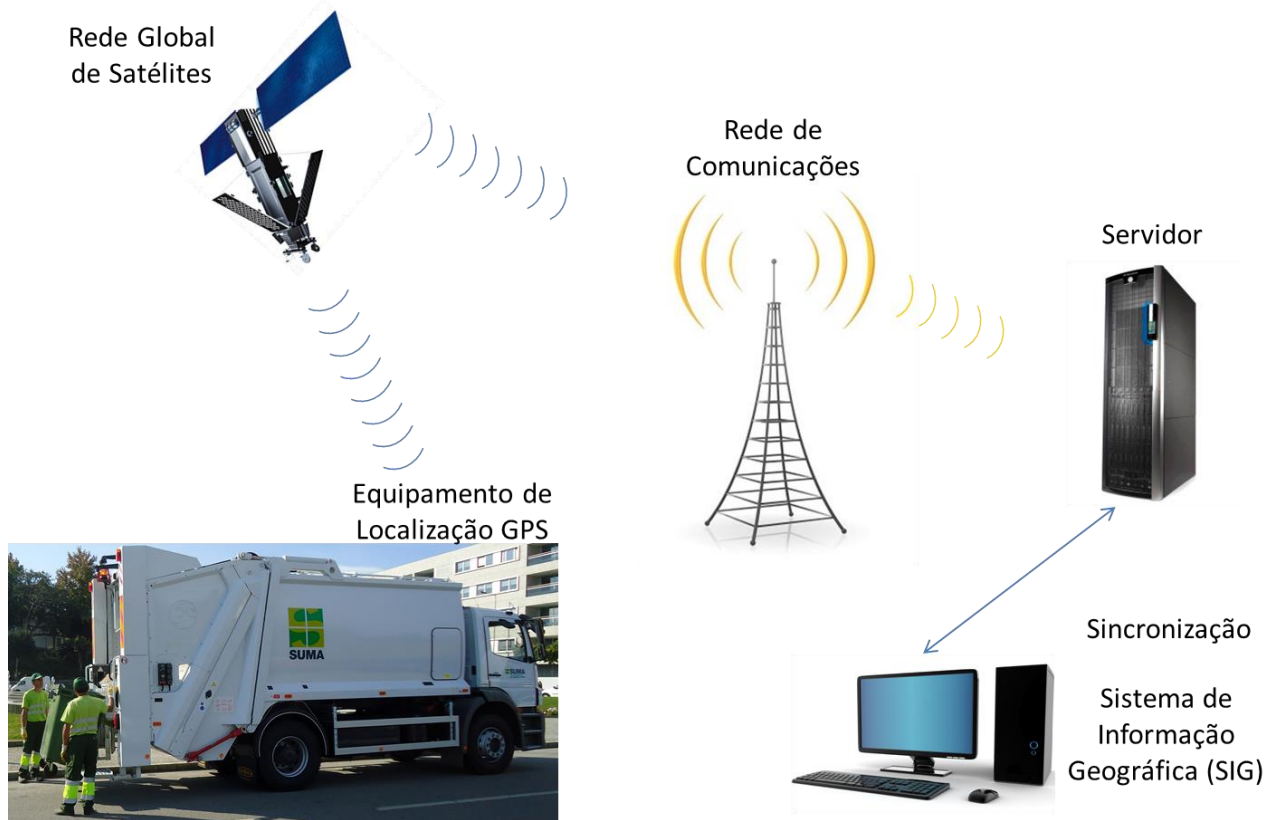 Rede Global
de Satélites
Rede de
Comunicações
Servidor
Equipamento de
Localização GPS
SUMA
SUMA
Sincronização
Sistema de
Informação
Geográfica (SIG)